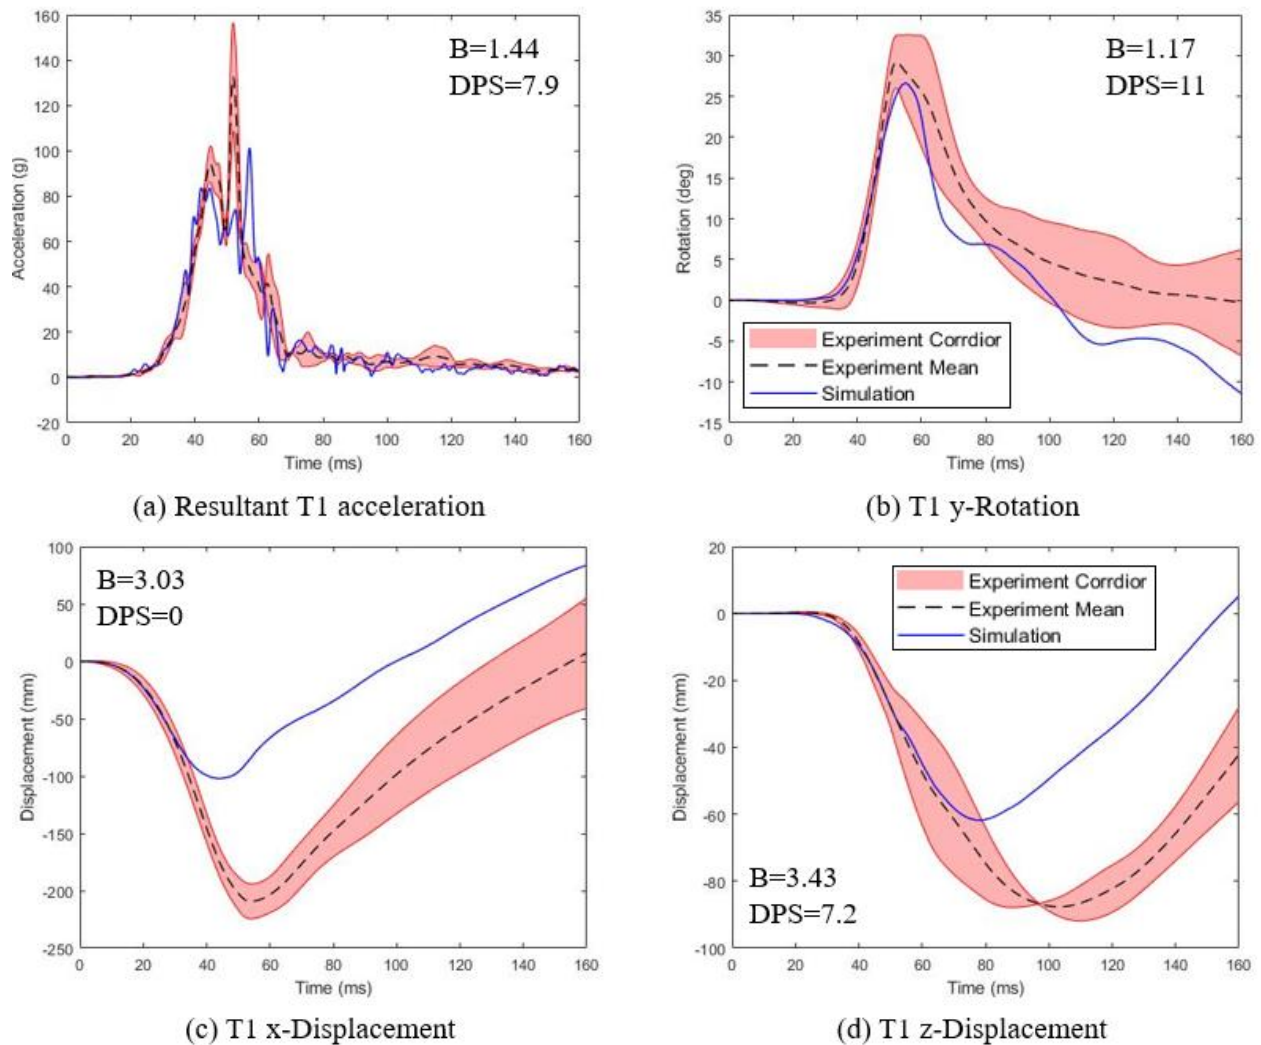 160
140
120
100
80
60
40
20
0
-20
Acceleration (g)
B=1.44
DPS=7.9
0 20 40 60 80 100 120 140 160
Time (ms)
(a) Resultant T1 acceleration
35
30
25
20
15
10
5
0
-5
-10
-15
Rotation (deg)
B=1.17
DPS=11
Experiment Corrdior
Experiment Mean
Simulation
0 20 40 60 80 100 120 140 160
Time (ms)
(b) T1 y-Rotation
100
50
0
-50
-100
-150
-200
-250
Displacement (mm)
B=3.03
DPS=0
0 20 40 60 80 100 120 140 160
Time (ms)
(c) T1 x-Displacement
20
0
-20
-40
-60
-80
-100
Displacement (mm)
Experiment Corrdior
Experiment Mean
Simulation
B=3.43
DPS=7.2
0 20 40 60 80 100 120 140 160
Time (ms)
(d) T1 z-Displacement